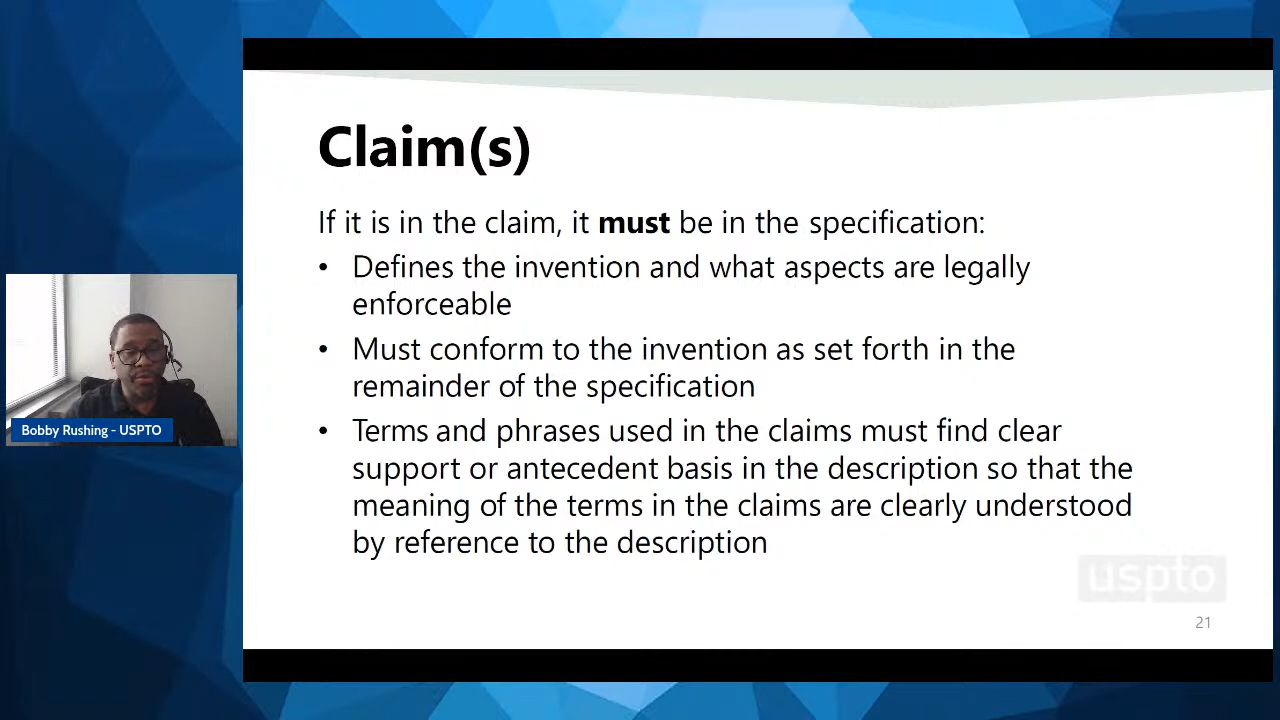 Claim(s)
If it is in the claim, it must be in the specification:
• Defines the invention and what aspects are legally
enforceable
• Must conform to the invention as set forth in the
remainder of the specification
• Terms and phrases used in the claims must find clear
support or antecedent basis in the description so that the
meaning of the terms in the claims are clearly understood
by reference to the description
uspto
21
Bobby Rushing - USPTO